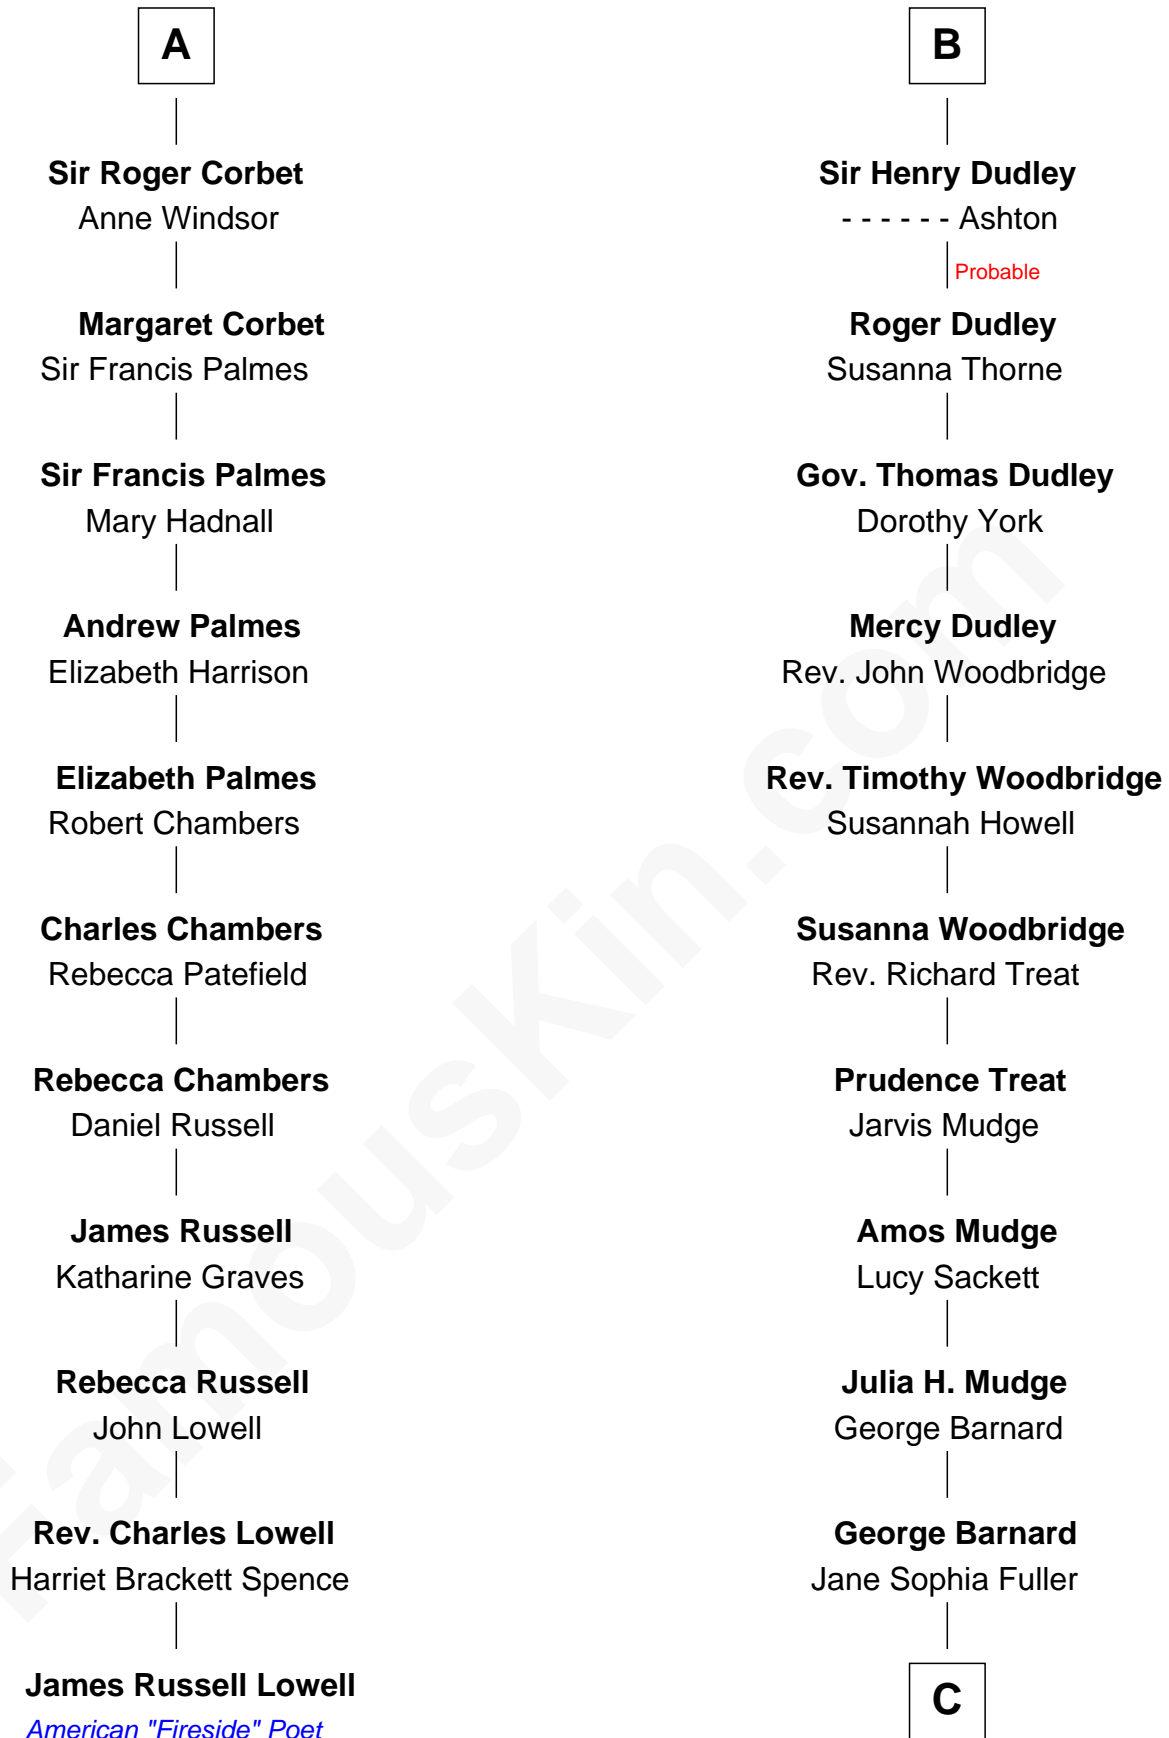 A
Sir Roger Corbet
Anne Windsor
Margaret Corbet
Sir Francis Palmes
Sir Francis Palmes
Mary Hadnall
Andrew Palmes
Elizabeth Harrison
Elizabeth Palmes
Robert Chambers
Charles Chambers
Rebecca Patefield
Rebecca Chambers
Daniel Russell
James Russell
Katharine Graves
Rebecca Russell
John Lowell
Rev. Charles Lowell
Harriet Brackett Spence
James Russell Lowell
American "Fireside" Poet
B
Sir Henry Dudley
- - - - - - Ashton
Probable
Roger Dudley
Susanna Thorne
Gov. Thomas Dudley
Dorothy York
Mercy Dudley
Rev. John Woodbridge
Rev. Timothy Woodbridge
Susannah Howell
Susanna Woodbridge
Rev. Richard Treat
Prudence Treat
Jarvis Mudge
Amos Mudge
Lucy Sackett
Julia H. Mudge
George Barnard
George Barnard
Jane Sophia Fuller
C
FamousKin.com